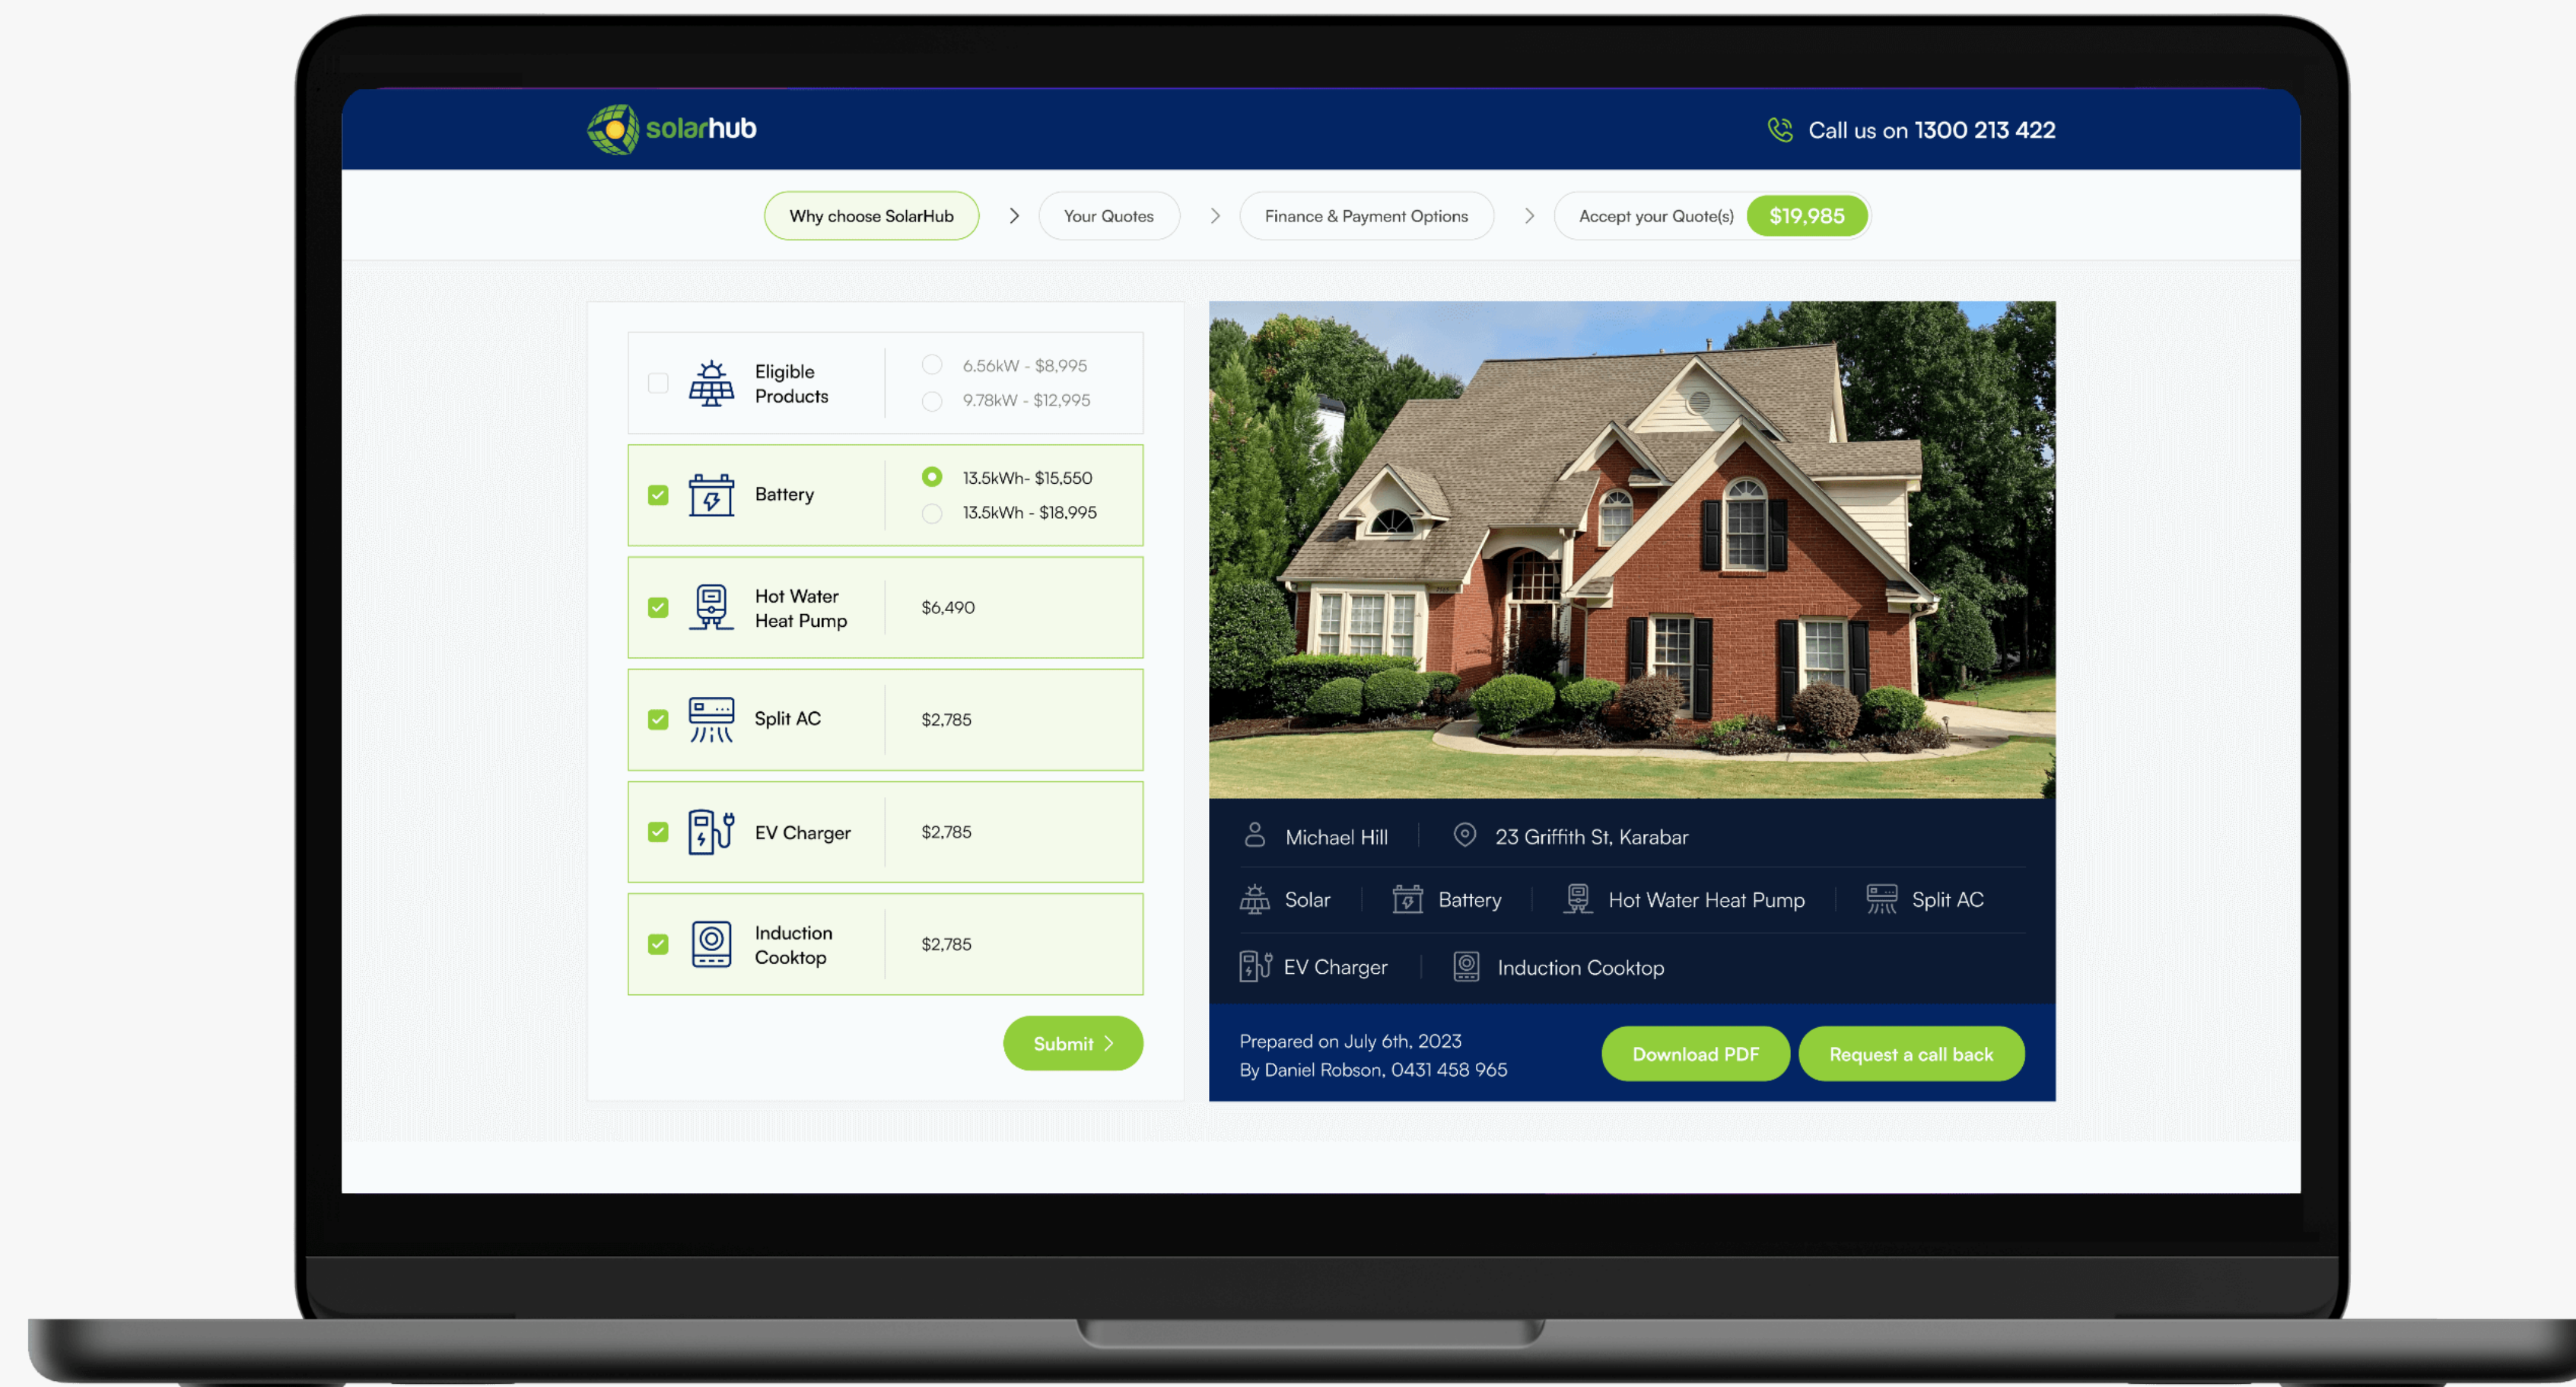 solarhub
Call us on 1300 213 422
Why choose SolarHub
Your Quotes
Finance & Payment Options
Accept your Quote(s)
$19,985
Eligible
Products
6.56kW - $8,995
9.78kW - $12,995
Battery
13.5kWh- $15,550
13.5kWh - $18,995
Hot Water
Heat Pump
$6,490
Split AC
$2,785
EV Charger
$2,785
Induction
Cooktop
$2,785
Submit
Michael Hill
23 Griffith St, Karabar
Solar
Battery
Hot Water Heat Pump
Split AC
EV Charger
Induction Cooktop
Prepared on July 6th, 2023
By Daniel Robson, 0431 458 965
Download PDF
Request a call back